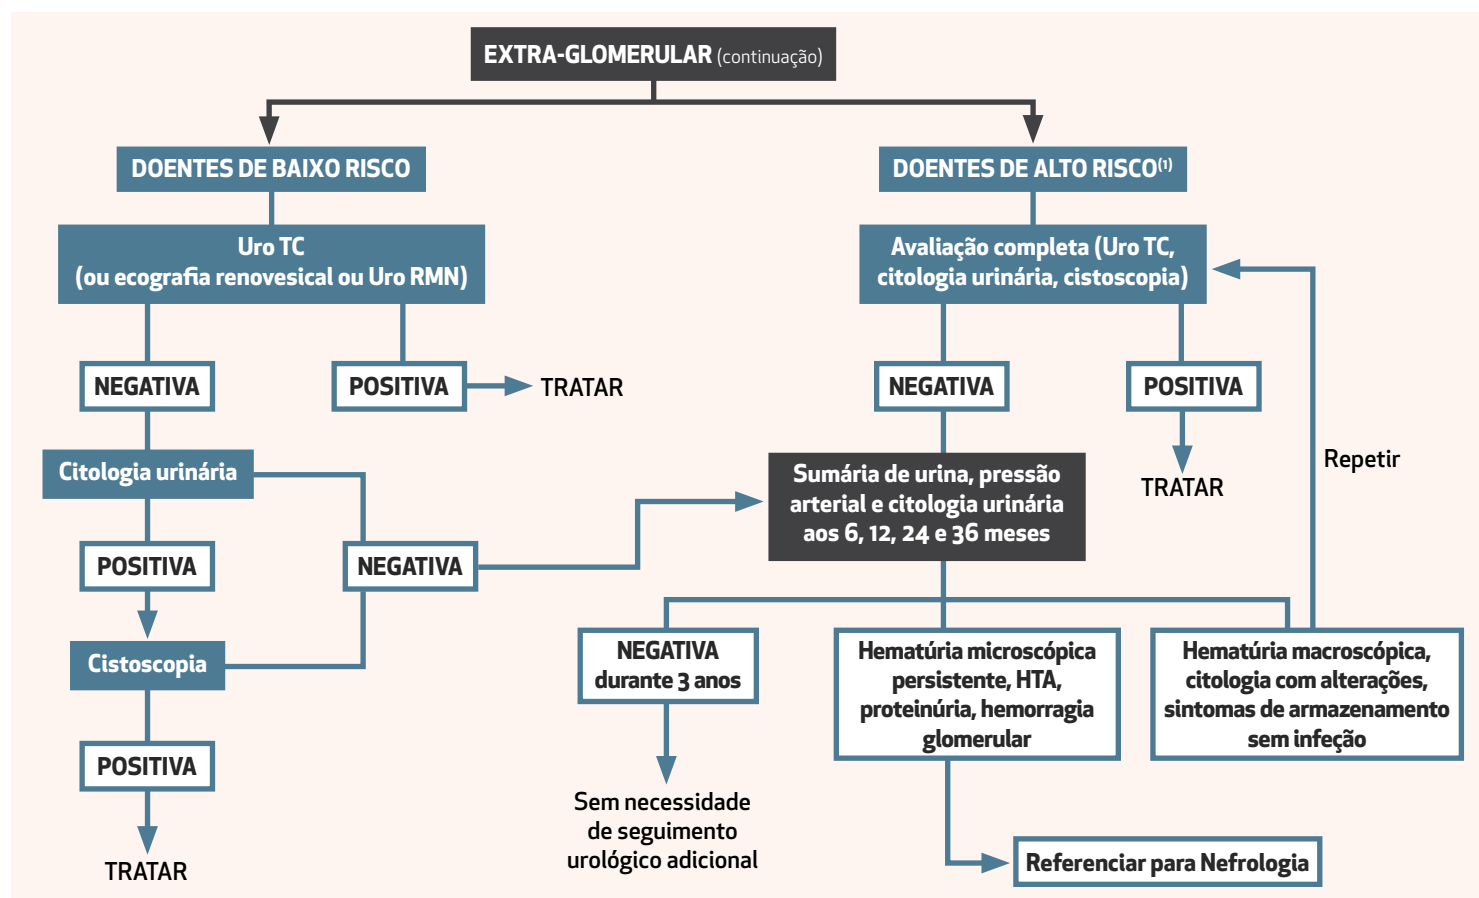 EXTRA-GLOMERULAR (continuação)
DOENTES DE BAIXO RISCO
Uro TC
(ou ecografia renovesical ou Uro RMN)
NEGATIVA
POSITIVA
TRATAR
Citologia urinária
POSITIVA
NEGATIVA
Cistoscopia
POSITIVA
TRATAR
DOENTES DE ALTO RISCO⁽¹⁾
Avaliação completa (Uro TC,
citologia urinária, cistoscopia)
NEGATIVA
POSITIVA
TRATAR
Repetir
Sumária de urina, pressão
arterial e citologia urinária
aos 6, 12, 24 e 36 meses
NEGATIVA
durante 3 anos
Sem necessidade
de seguimento
urológico adicional
Hematúria microscópica
persistente, HTA,
proteinúria, hemorragia
glomerular
Referenciar para Nefrologia
Hematúria macroscópica,
citologia com alterações,
sintomas de armazenamento
sem infeção